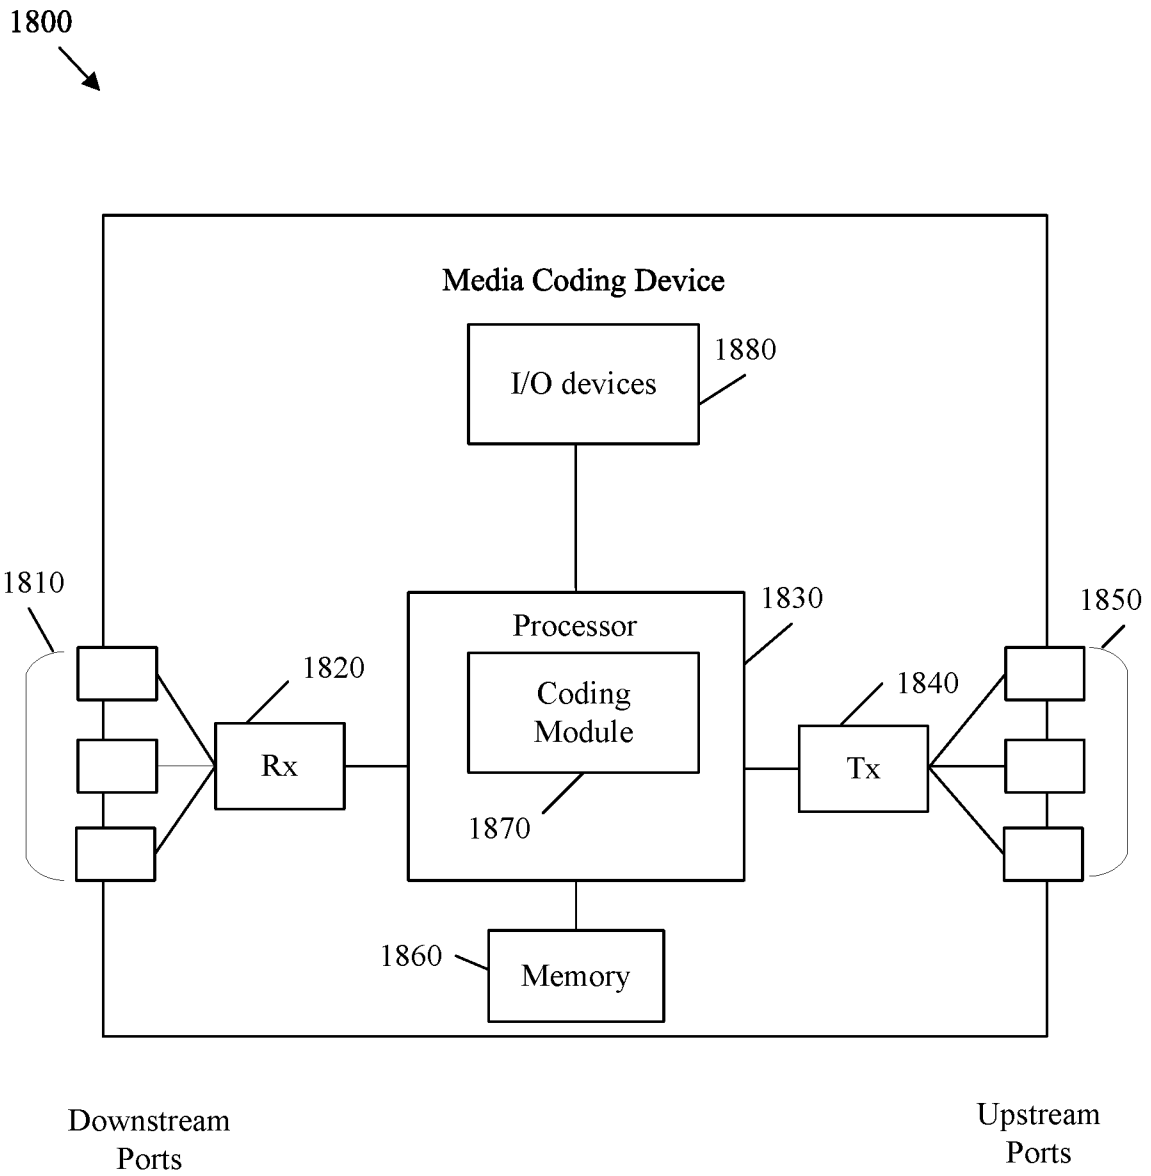 1800
Media Coding Device
I/O devices
1880
1810
Processor
1830
1850
Coding
Module
1820
1840
Rx
Tx
1870
1860
Memory
Downstream
Ports
Upstream
Ports